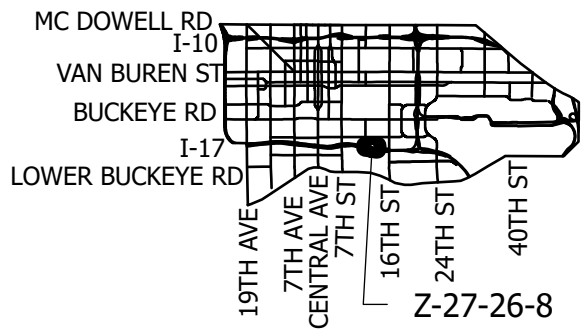 MC DOWELL RD
I-10
VAN BUREN ST
BUCKEYE RD
I-17
LOWER BUCKEYE RD
19TH AVE
7TH AVE
CENTRAL AVE
7TH ST
16TH ST
24TH ST
40TH ST
Z-27-26-8